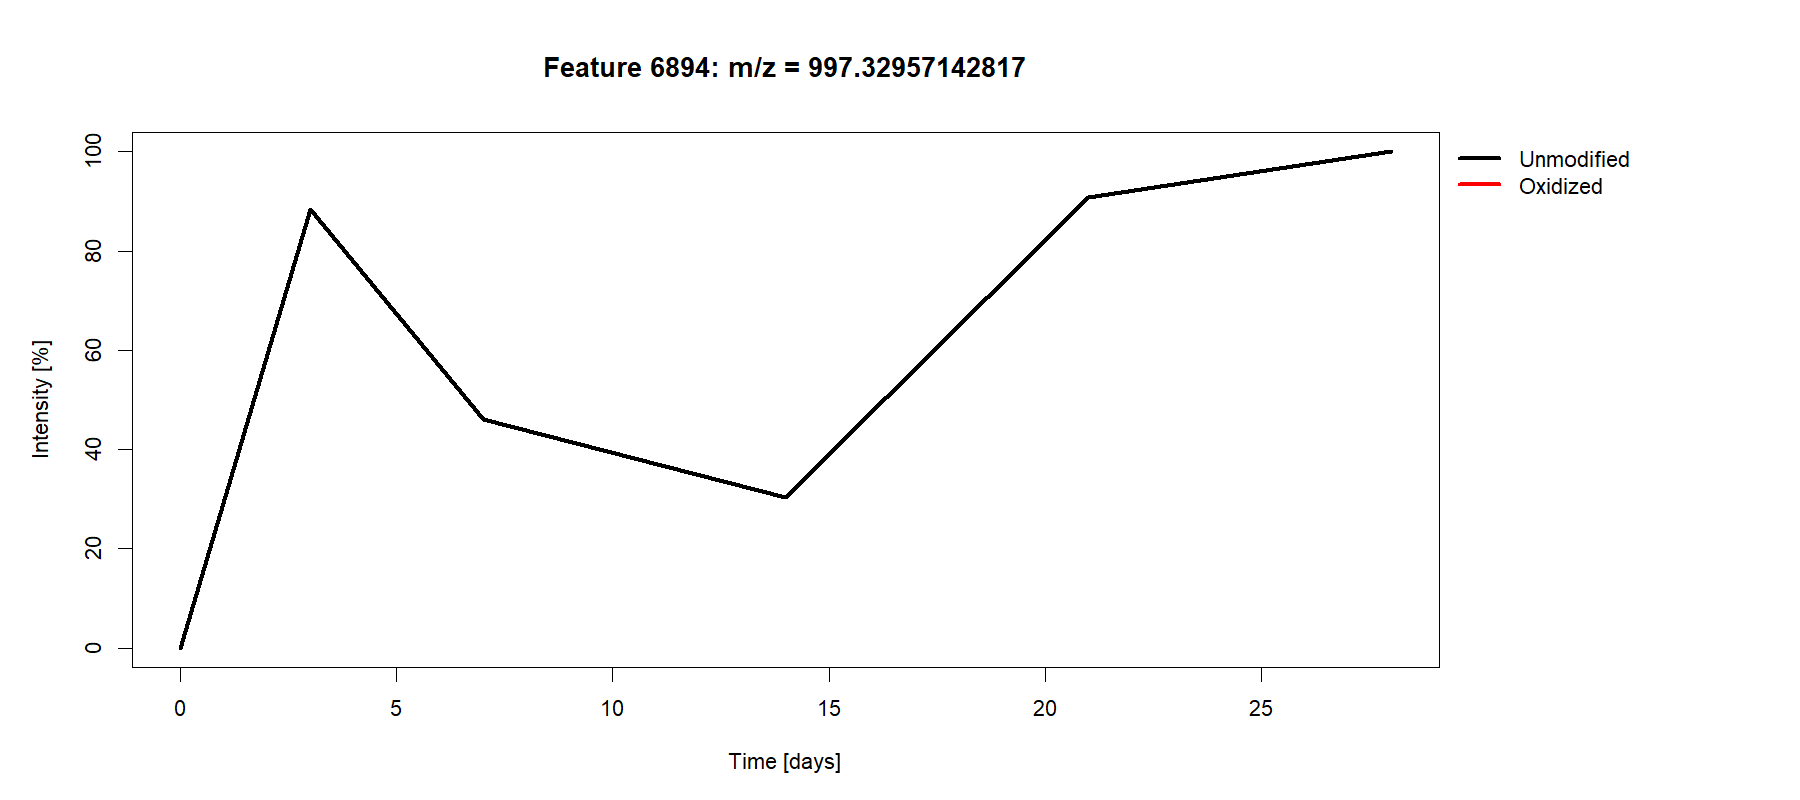 Feature 6894: m/z = 997.32957142817
Unmodified
Oxidized
Intensity [%]
100
80
60
40
20
0
0 5 10 15 20 25
Time [days]